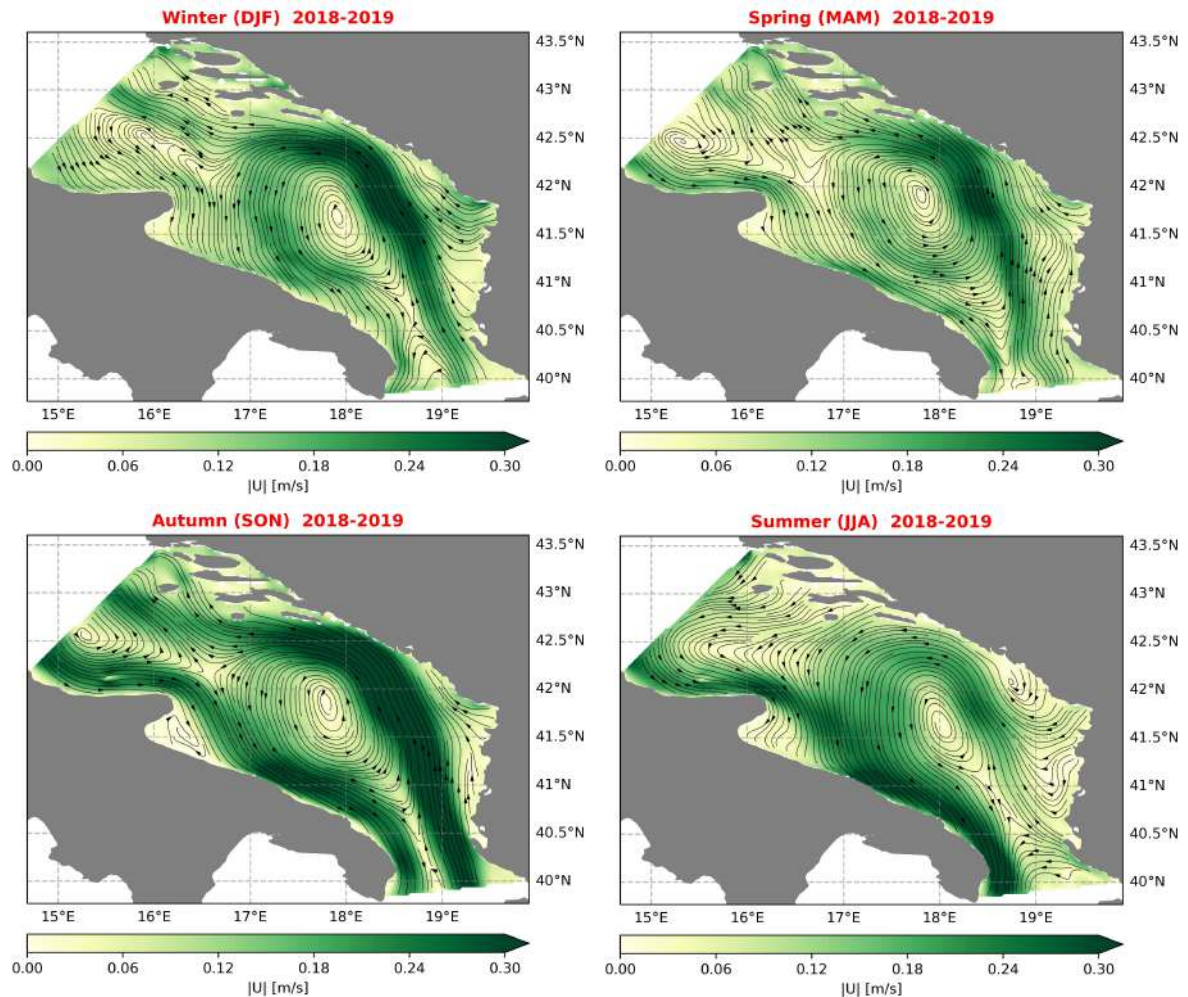 Winter (DJF) 2018-2019
43.5°N
43°N
42.5°N
42°N
41.5°N
41°N
40.5°N
40°N
15°E 16°E 17°E 18°E 19°E
0.00 0.06 0.12 0.18 0.24 0.30
|U| [m/s]
Spring (MAM) 2018-2019
43.5°N
43°N
42.5°N
42°N
41.5°N
41°N
40.5°N
40°N
15°E 16°E 17°E 18°E 19°E
0.00 0.06 0.12 0.18 0.24 0.30
|U| [m/s]
Autumn (SON) 2018-2019
43.5°N
43°N
42.5°N
42°N
41.5°N
41°N
40.5°N
40°N
15°E 16°E 17°E 18°E 19°E
0.00 0.06 0.12 0.18 0.24 0.30
|U| [m/s]
Summer (JJA) 2018-2019
43.5°N
43°N
42.5°N
42°N
41.5°N
41°N
40.5°N
40°N
15°E 16°E 17°E 18°E 19°E
0.00 0.06 0.12 0.18 0.24 0.30
|U| [m/s]